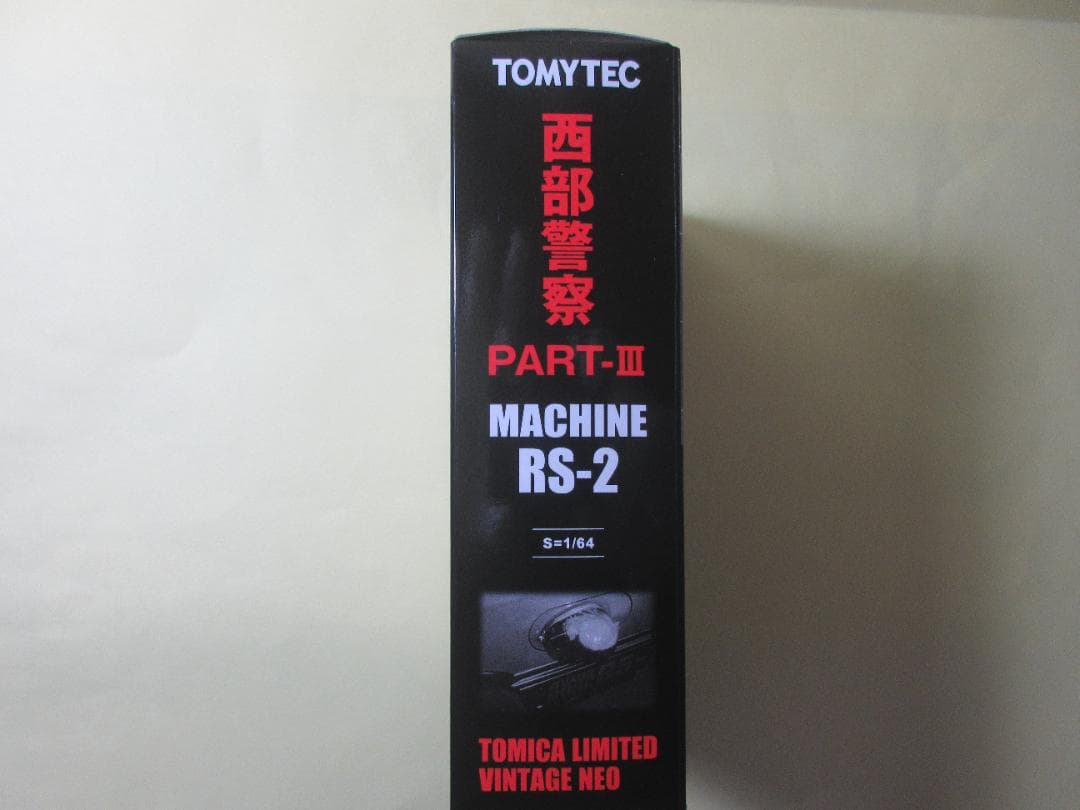 TOMYTEC
西部警察
PART-III
MACHINE
RS-2
S=1/64
TOMICA LIMITED
VINTAGE NEO